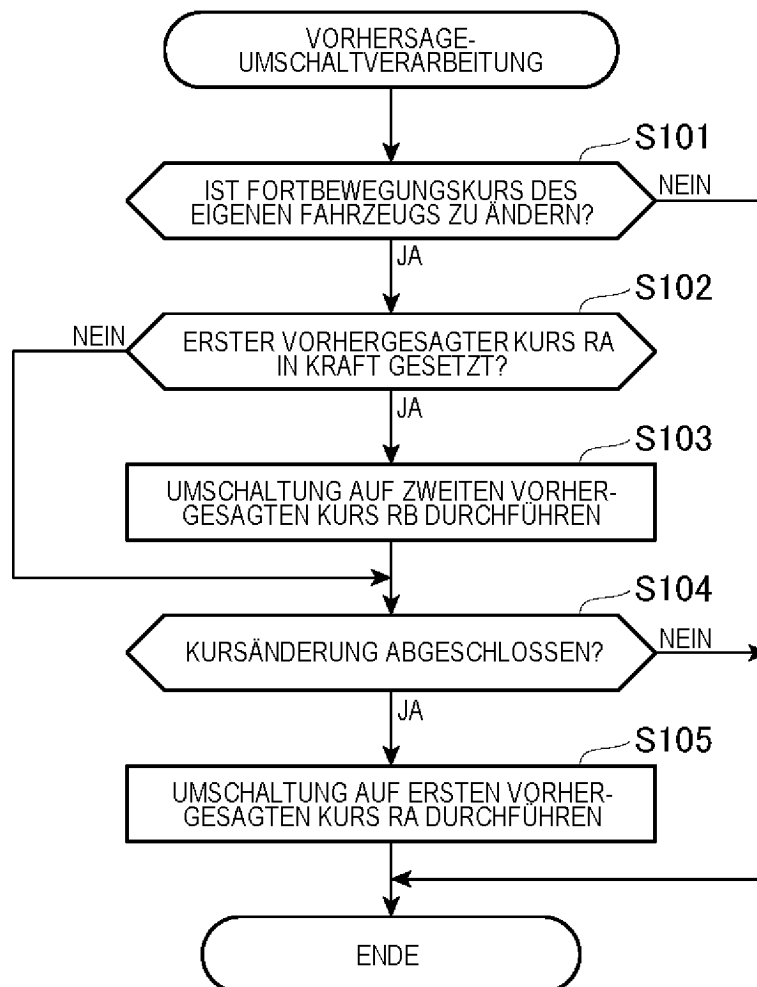 VORHERSAGE-
UMSCHALTVERARBEITUNG
S101
IST FORTBEWEGUNGSKURS DES
EIGENEN FAHRZEUGS ZU ÄNDERN?
NEIN
JA
S102
NEIN
ERSTER VORHERGESAGTER KURS RA
IN KRAFT GESETZT?
JA
S103
UMSCHALTUNG AUF ZWEITEN VORHER-
GESAGTEN KURS RB DURCHFÜHREN
S104
KURSÄNDERUNG ABGESCHLOSSEN?
NEIN
JA
S105
UMSCHALTUNG AUF ERSTEN VORHER-
GESAGTEN KURS RA DURCHFÜHREN
ENDE